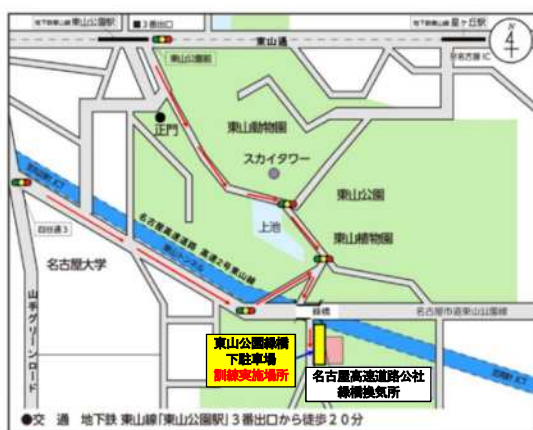 地下鉄東山線 東山公園駅
■3番出口
地下鉄東山線 星ヶ丘駅
東山通
東山公園前
●
正門
東山動物園
スカイタワー
東山公園
上池
東山植物園
四谷通3
名古屋高速道路 高速2号東山線
東山トンネル
名古屋大学
山手グリーンロード
緑橋
名古屋市道東山公園線
東山公園緑橋
下駐車場
訓練実施場所
名古屋高速道路公社
緑橋換気所
●交 通 地下鉄 東山線「東山公園駅」3番出口から徒歩20分